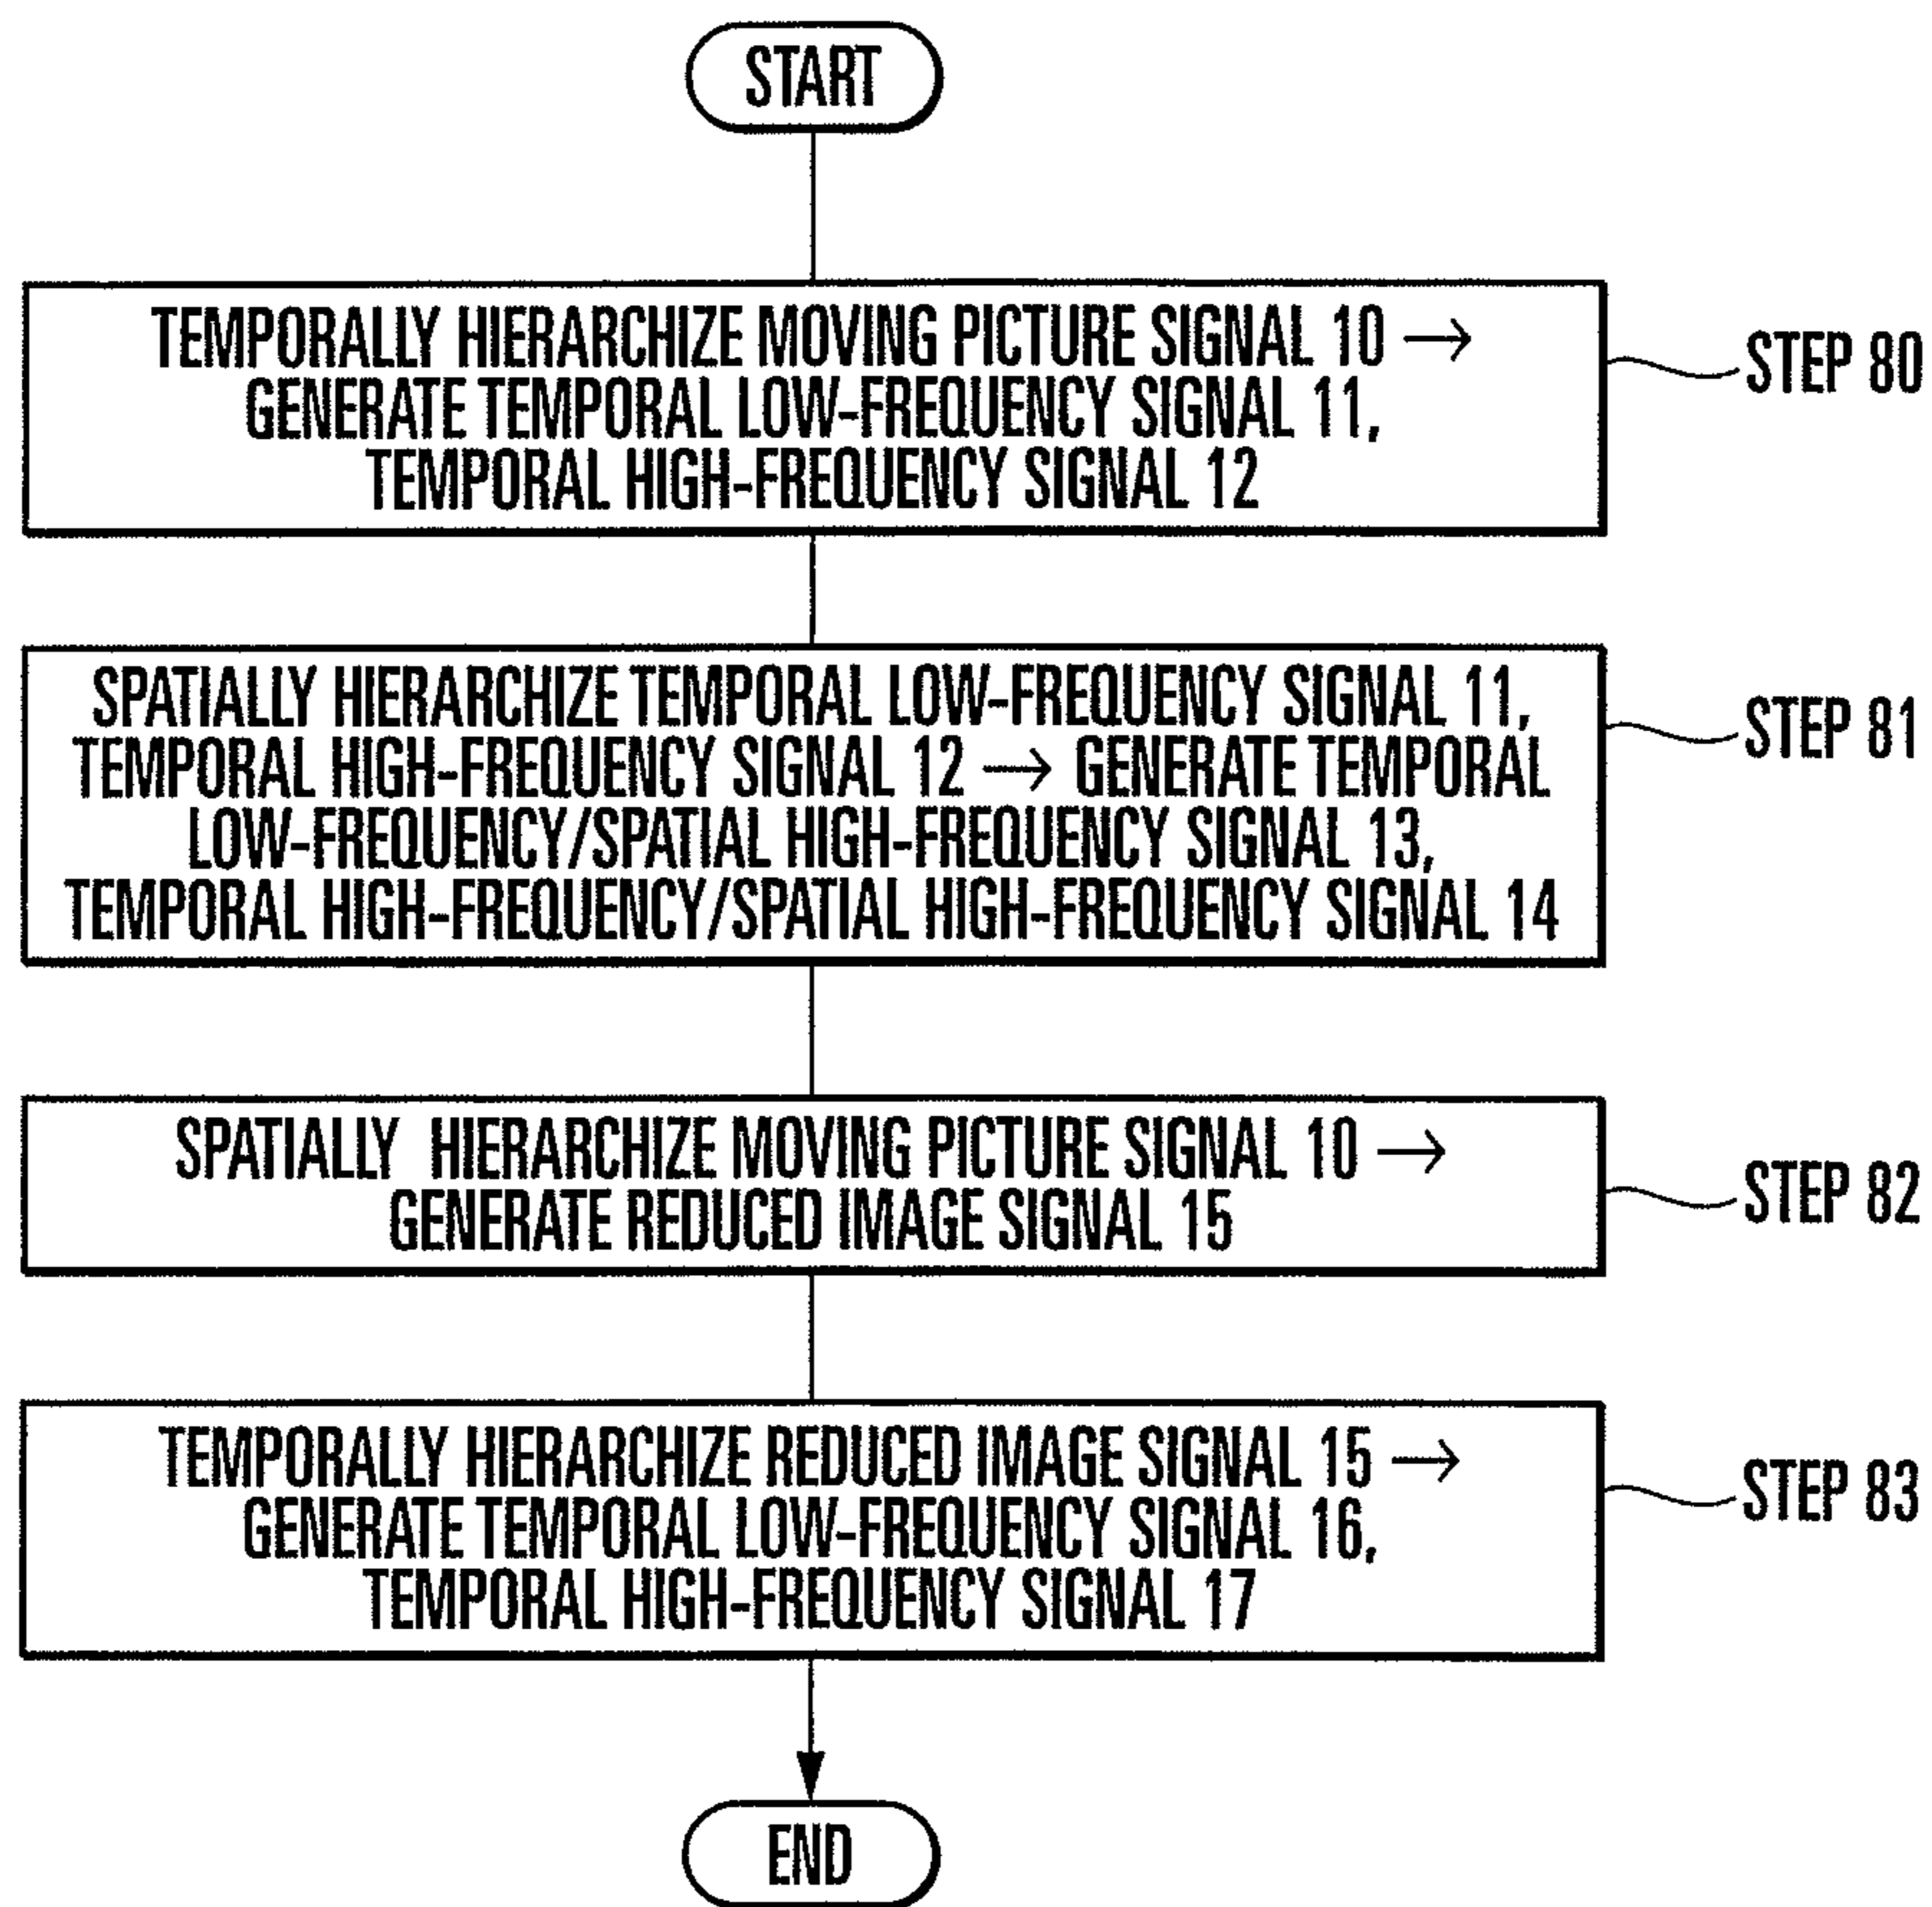 START
TEMPORALLY HIERARCHIZE MOVING PICTURE SIGNAL 10 →
GENERATE TEMPORAL LOW-FREQUENCY SIGNAL 11,
TEMPORAL HIGH-FREQUENCY SIGNAL 12
STEP 80
SPATIALLY HIERARCHIZE TEMPORAL LOW-FREQUENCY SIGNAL 11,
TEMPORAL HIGH-FREQUENCY SIGNAL 12 → GENERATE TEMPORAL
LOW-FREQUENCY/SPATIAL HIGH-FREQUENCY SIGNAL 13,
TEMPORAL HIGH-FREQUENCY/SPATIAL HIGH-FREQUENCY SIGNAL 14
STEP 81
SPATIALLY HIERARCHIZE MOVING PICTURE SIGNAL 10 →
GENERATE REDUCED IMAGE SIGNAL 15
STEP 82
TEMPORALLY HIERARCHIZE REDUCED IMAGE SIGNAL 15 →
GENERATE TEMPORAL LOW-FREQUENCY SIGNAL 16,
TEMPORAL HIGH-FREQUENCY SIGNAL 17
STEP 83
END